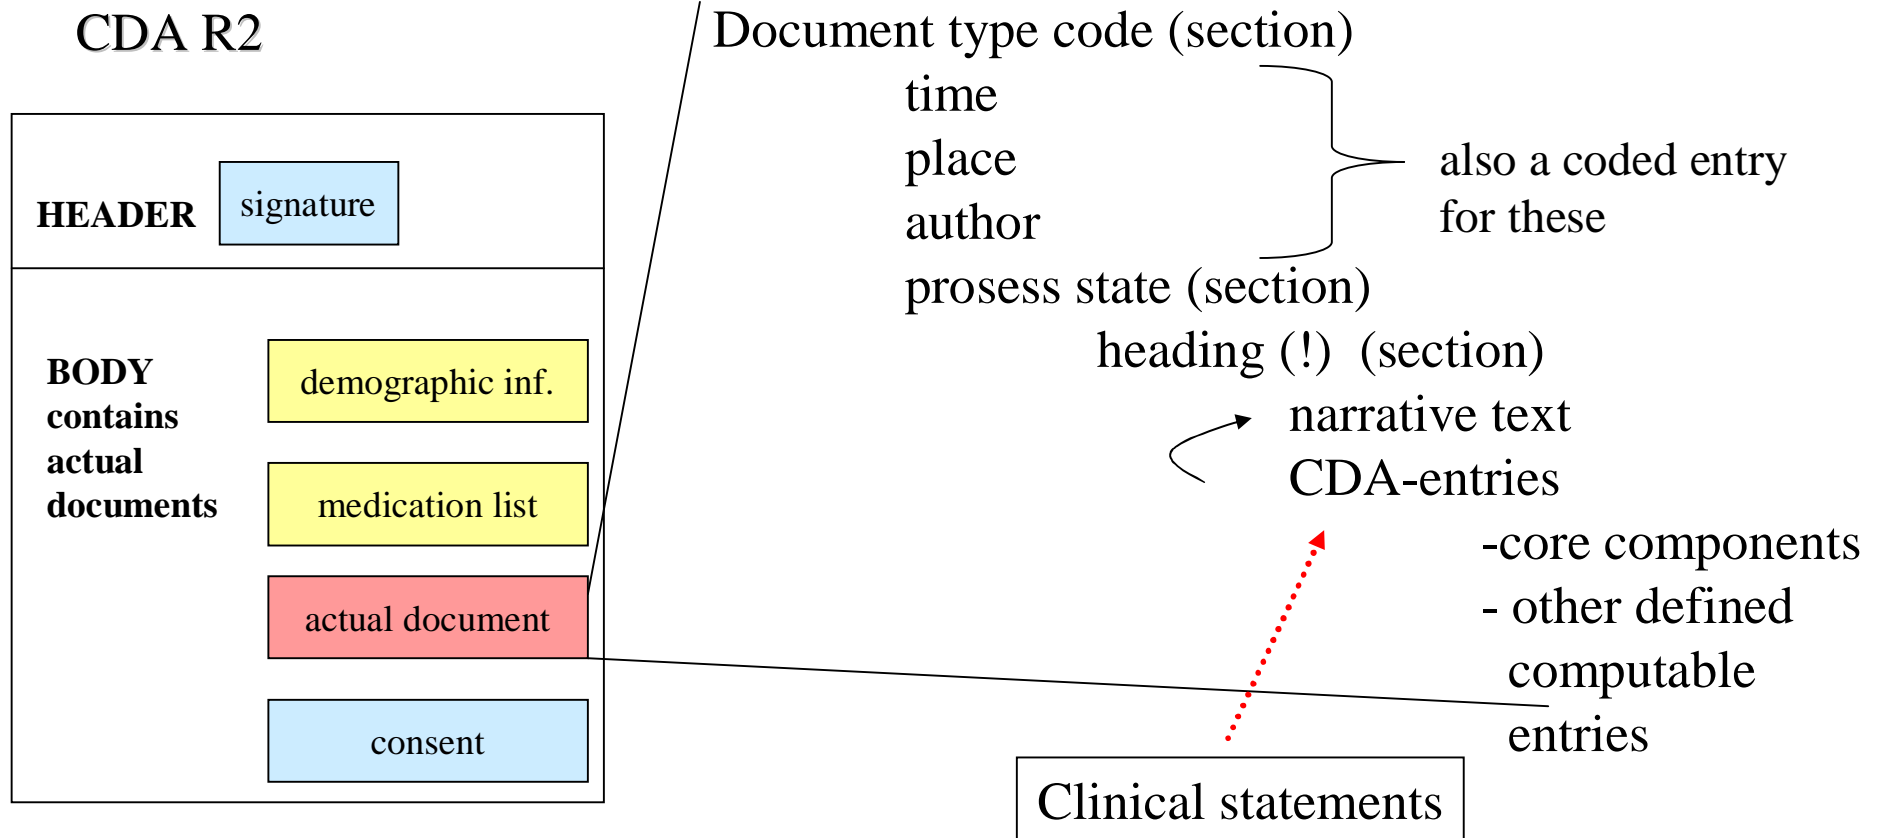 CDA R2
HEADER
signature
BODY
contains
actual
documents
demographic inf.
medication list
actual document
consent
Document type code (section)
time
place
author
also a coded entry
for these
prosess state (section)
heading (!) (section)
narrative text
CDA-entries
-core components
- other defined
computable
entries
Clinical statements